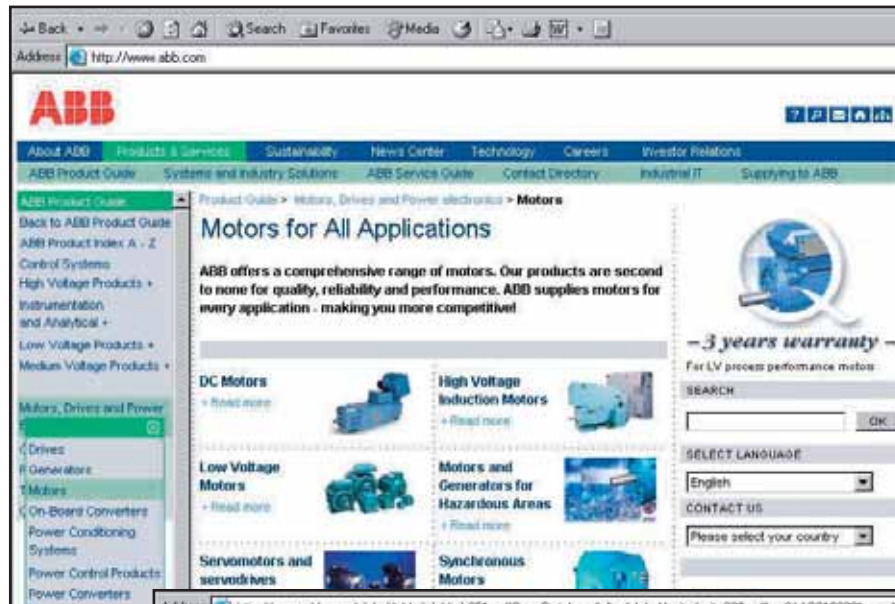 Back
Search Favorites Media
Address http://www.abb.com
ABB
About ABB Products & Services Sustainability News Center Technology Careers Investor Relations
ABB Product Guide Systems and Industry Solutions ABB Service Guide Contact Directory Industrial IT Supplying to ABB
ABB Product Guide
Back to ABB Product Guide
ABB Product Index A - Z
Control Systems
High Voltage Products +
Instrumentation
and Analytical +
Low Voltage Products +
Medium Voltage Products +
Motors, Drives and Power
Drives
Generators
Motors
On-Board Converters
Power Conditioning
Systems
Power Control Products
Power Converters
Product Guide > Motors, Drives and Power electronics > Motors
Motors for All Applications
ABB offers a comprehensive range of motors. Our products are second
to none for quality, reliability and performance. ABB supplies motors for
every application - making you more competitive!
DC Motors
+ Read more
High Voltage
Induction Motors
+ Read more
Low Voltage
Motors
+ Read more
Motors and
Generators for
Hazardous Areas
+ Read more
Servomotors and
servodrives
Synchronous
Motors
– 3 years warranty –
For LV process performance motors
SEARCH
OK
SELECT LANGUAGE
English
CONTACT US
Please select your country